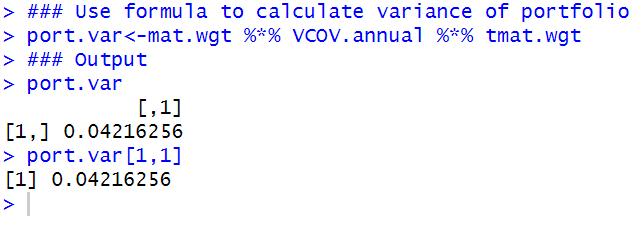 > ### Use formula to calculate variance of portfolio
> port.var<-mat.wgt %*% VCOV.annual %*% tmat.wgt
> ### Output
> port.var
           [,1]
[1,] 0.04216256
> port.var[1,1]
[1] 0.04216256
>